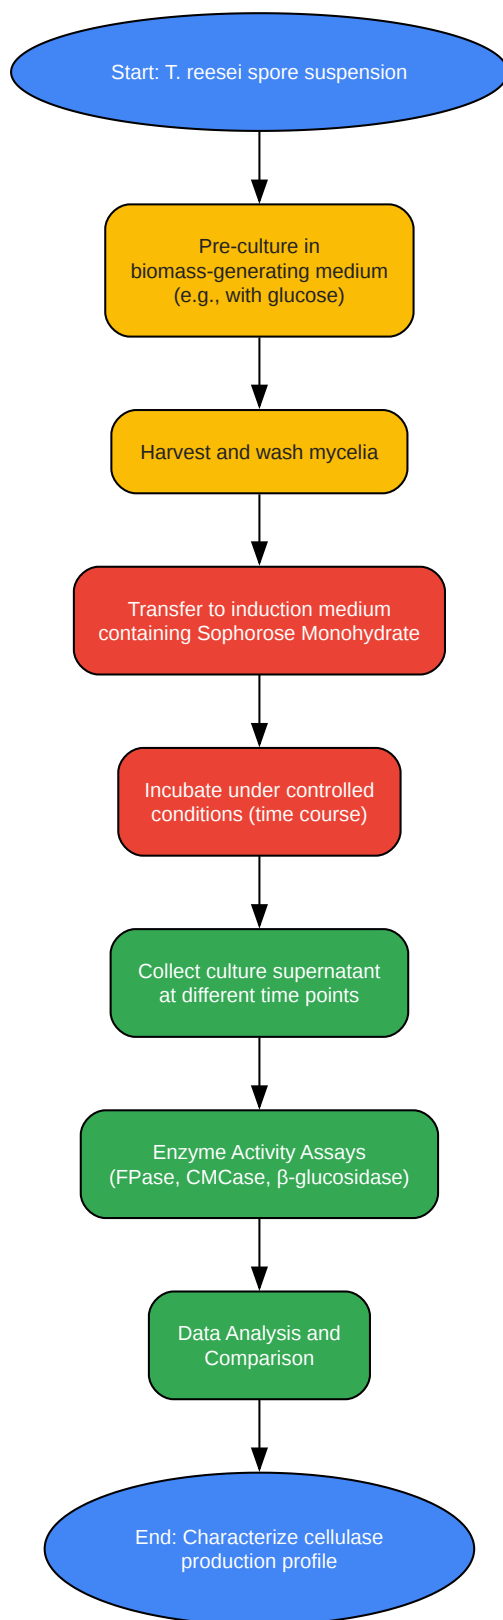 Start: T. reesei spore suspension
Pre-culture in
biomass-generating medium
(e.g., with glucose)
Harvest and wash mycelia
Transfer to induction medium
containing Sophorose Monohydrate
Incubate under controlled
conditions (time course)
Collect culture supernatant
at different time points
Enzyme Activity Assays
(FPase, CMCase, β-glucosidase)
Data Analysis and
Comparison
End: Characterize cellulase
production profile